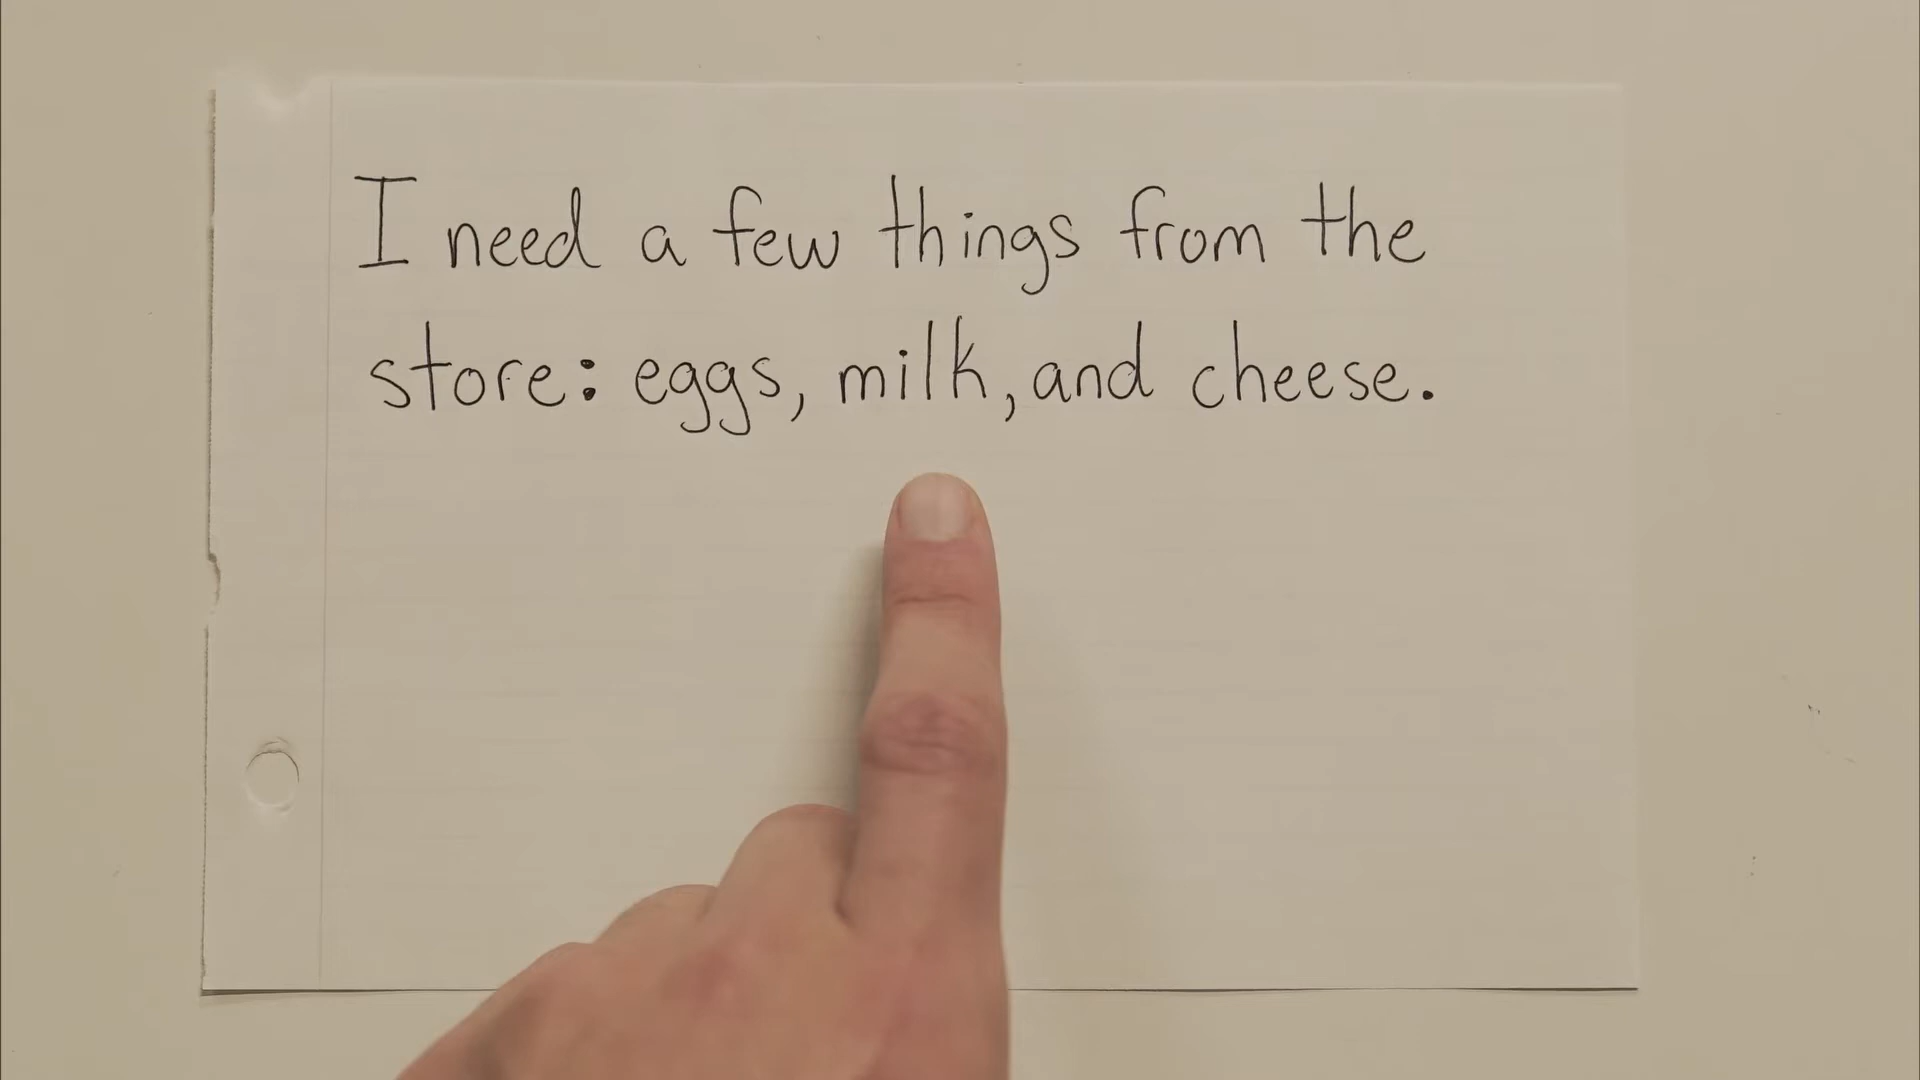 I need a few things from the
store: eggs, milk, and cheese.